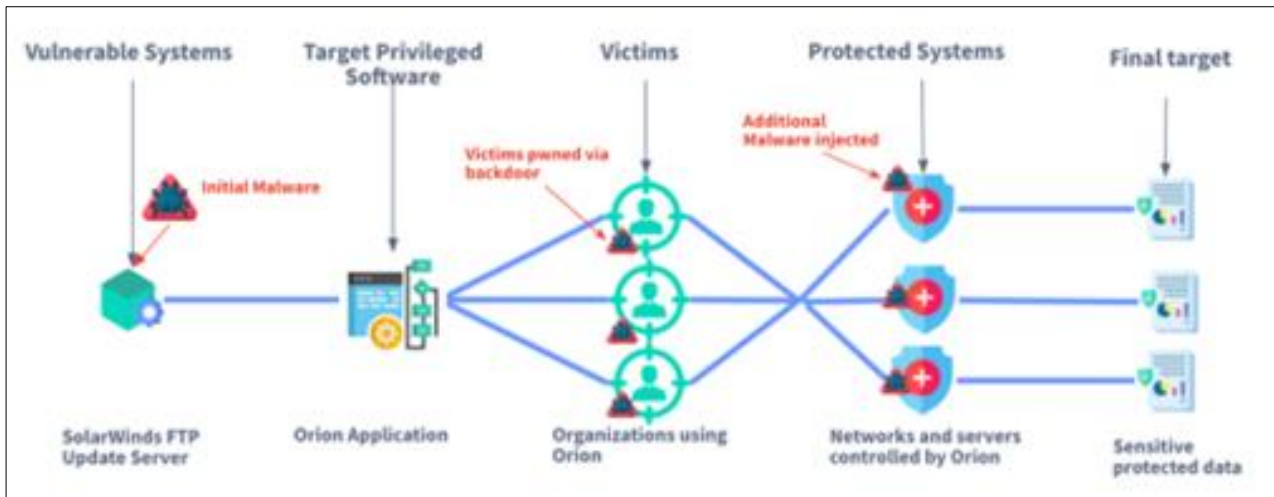 Vulnerable Systems
Target Privileged
Software
Victims
Protected Systems
Final target
Initial Malware
Victims pwned via
backdoor
Additional
Malware injected
SolarWinds FTP
Update Server
Orion Application
Organizations using
Orion
Networks and servers
controlled by Orion
Sensitive
protected data